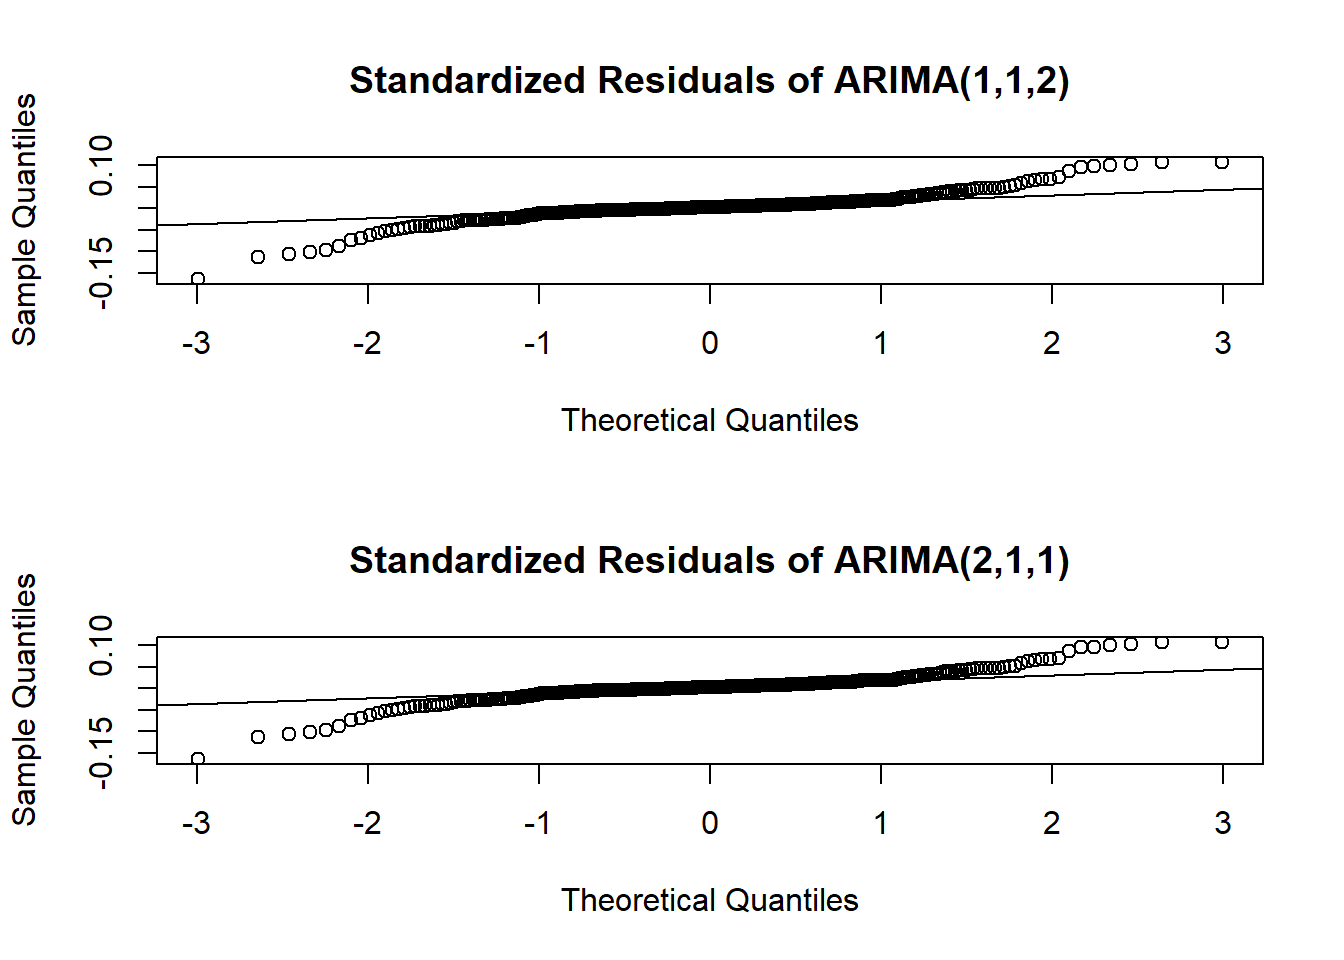 Standardized Residuals of ARIMA(1,1,2)
Sample Quantiles
0.10
-0.15
-3 -2 -1 0 1 2 3
Theoretical Quantiles
Standardized Residuals of ARIMA(2,1,1)
Sample Quantiles
0.10
-0.15
-3 -2 -1 0 1 2 3
Theoretical Quantiles